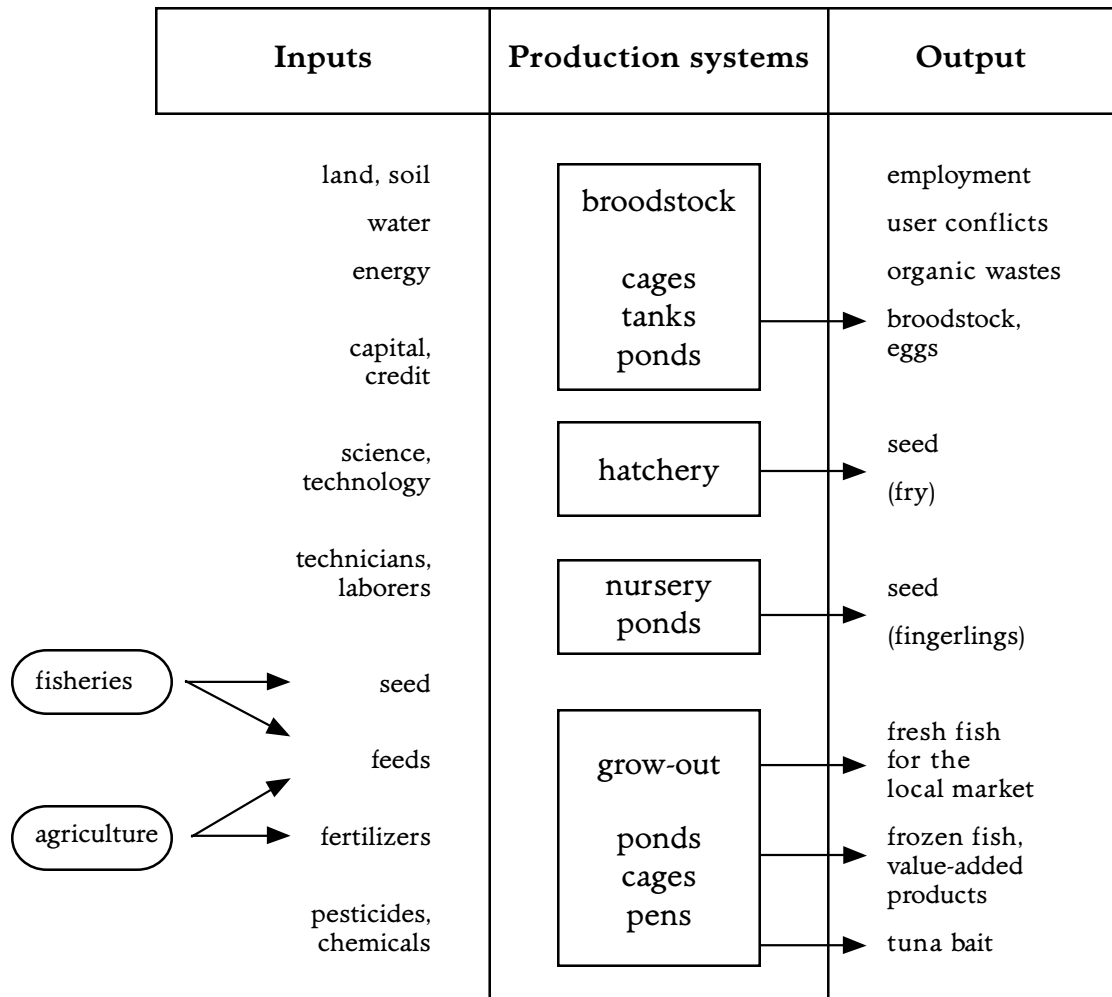 Inputs
Production systems
Output
land, soil
water
energy
capital,
credit
science,
technology
technicians,
laborers
fisheries
seed
feeds
agriculture
fertilizers
pesticides,
chemicals
broodstock
cages
tanks
ponds
hatchery
nursery
ponds
grow-out
ponds
cages
pens
employment
user conflicts
organic wastes
broodstock,
eggs
seed
(fry)
seed
(fingerlings)
fresh fish
for the
local market
frozen fish,
value-added
products
tuna bait